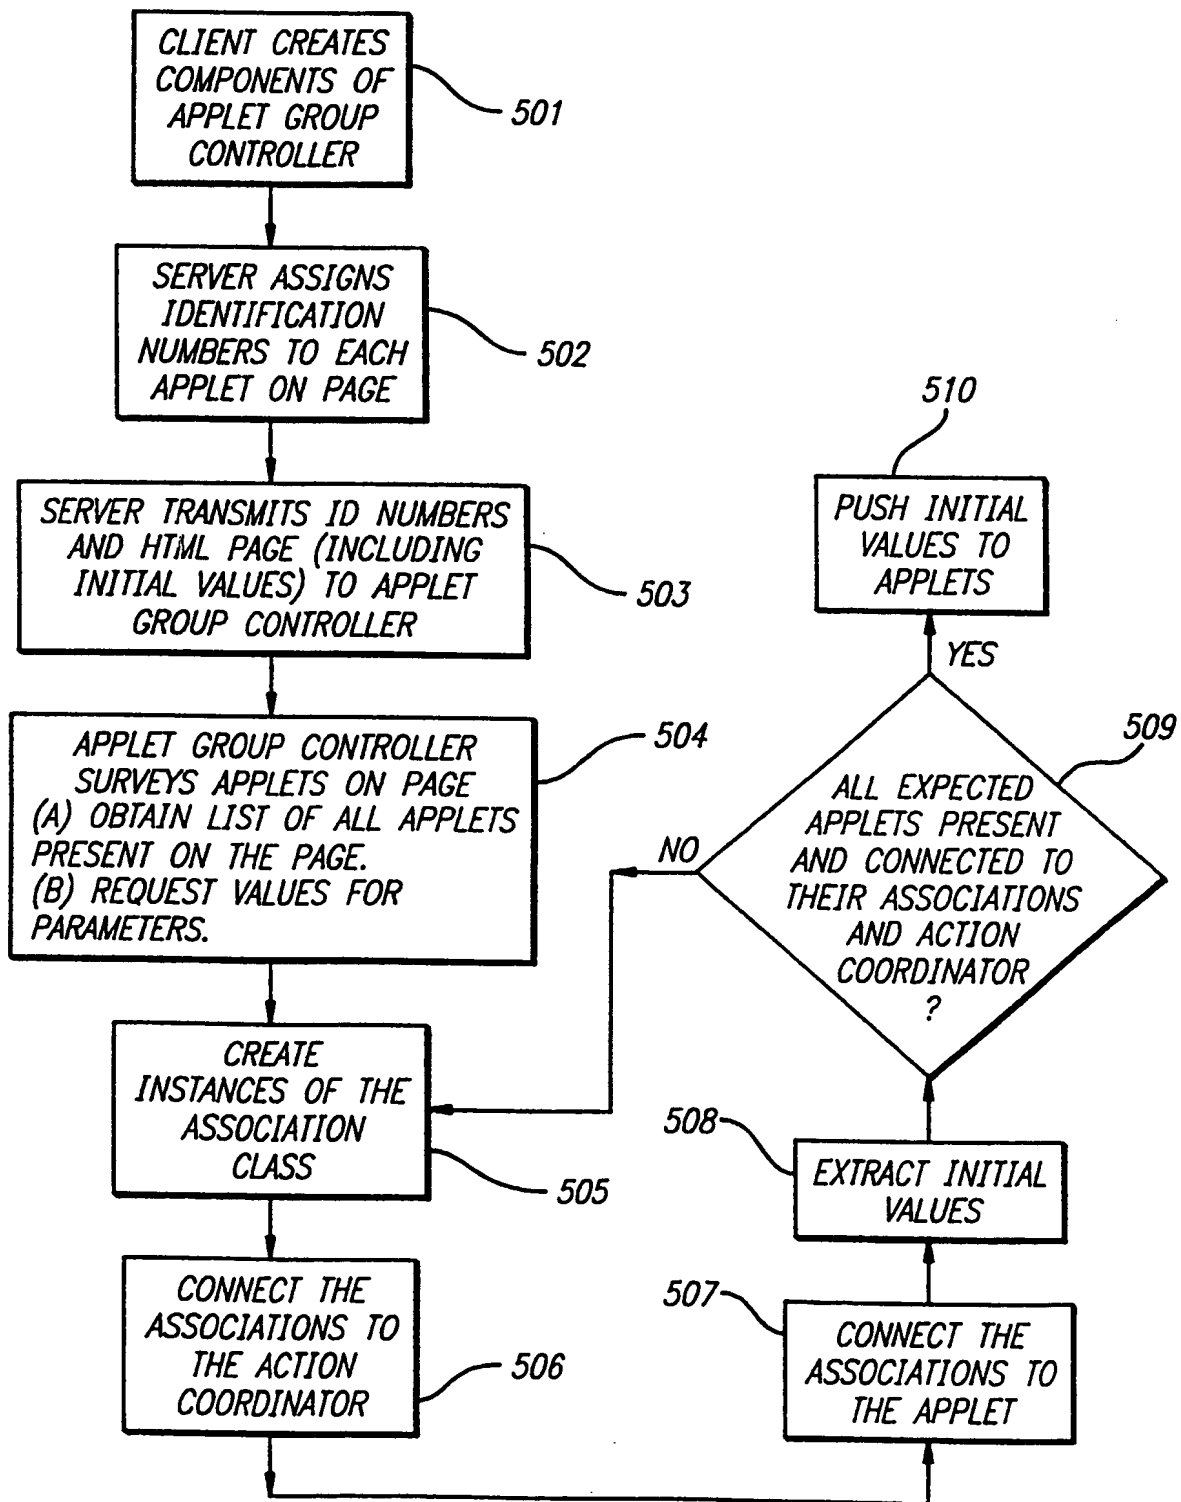 CLIENT CREATES
COMPONENTS OF
APPLET GROUP
CONTROLLER
501
SERVER ASSIGNS
IDENTIFICATION
NUMBERS TO EACH
APPLET ON PAGE
502
SERVER TRANSMITS ID NUMBERS
AND HTML PAGE (INCLUDING
INITIAL VALUES) TO APPLET
GROUP CONTROLLER
503
APPLET GROUP CONTROLLER
SURVEYS APPLETS ON PAGE
(A) OBTAIN LIST OF ALL APPLETS
PRESENT ON THE PAGE.
(B) REQUEST VALUES FOR
PARAMETERS.
504
CREATE
INSTANCES OF THE
ASSOCIATION
CLASS
505
CONNECT THE
ASSOCIATIONS TO
THE ACTION
COORDINATOR
506
507
CONNECT THE
ASSOCIATIONS TO
THE APPLET
508
EXTRACT INITIAL
VALUES
509
ALL EXPECTED
APPLETS PRESENT
AND CONNECTED TO
THEIR ASSOCIATIONS
AND ACTION
COORDINATOR
?
NO
YES
510
PUSH INITIAL
VALUES TO
APPLETS